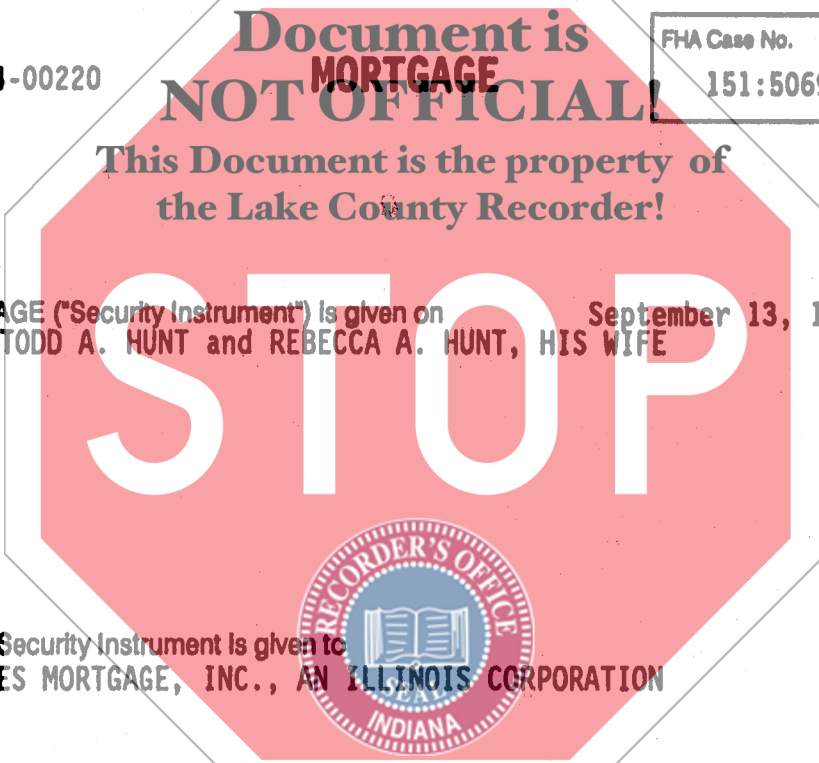 Document is
FHA Case No.
-00220
MORTGAGE
151:5069
NOT OFFICIAL!
This Document is the property of
the Lake County Recorder!
AGE ("Security Instrument") is given on September 13, 1
TODD A. HUNT and REBECCA A. HUNT, HIS WIFE
STOP
RECORDER'S OFFICE
Security Instrument is given to
ES MORTGAGE, INC., AN ILLINOIS CORPORATION
SEAL
INDIANA